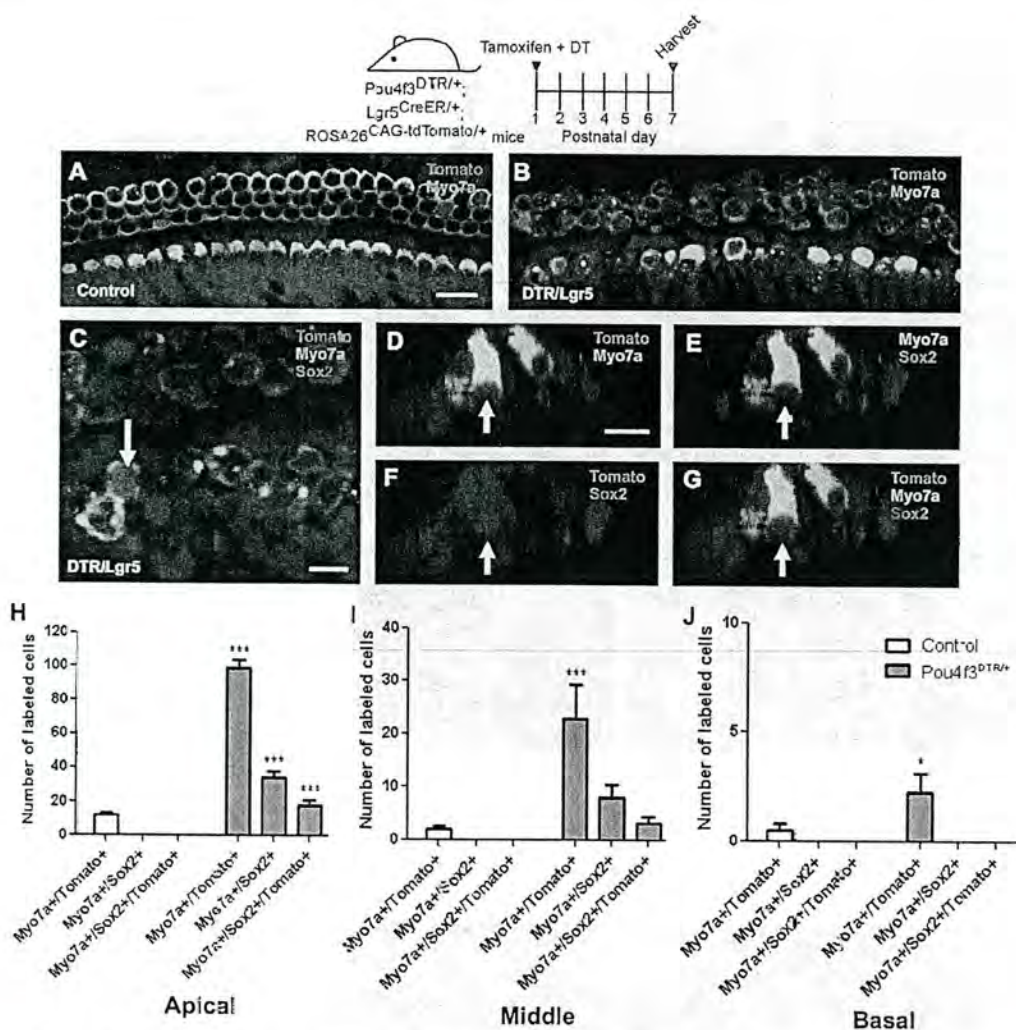 Tamoxifen + DT
Harvest
Pou4f3DTR/+;
Lgr5CreER/+;
ROSA26CAG-tdTomato/+ mice
1 2 3 4 5 6 7
Postnatal day
A
Tomato
Myo7a
Control
B
Tomato
Myo7a
DTR/Lgr5
C
Tomato
Myo7a
Sox2
DTR/Lgr5
D
Tomato
Myo7a
E
Myo7a
Sox2
F
Tomato
Sox2
G
Tomato
Myo7a
Sox2
H
Number of labeled cells
120
100
80
60
40
20
0
***
***
***
Myo7a+/Tomato+
Myo7a+/Sox2+
Myo7a+/Sox2+/Tomato+
Myo7a+/Tomato+
Myo7a+/Sox2+
Myo7a+/Sox2+/Tomato+
Apical
I
Number of labeled cells
40
30
20
10
0
***
Myo7a+/Tomato+
Myo7a+/Sox2+
Myo7a+/Sox2+/Tomato+
Myo7a+/Tomato+
Myo7a+/Sox2+
Myo7a+/Sox2+/Tomato+
Middle
J
Number of labeled cells
10
5
0
*
Control
Pou4f3DTR/+
Myo7a+/Tomato+
Myo7a+/Sox2+
Myo7a+/Sox2+/Tomato+
Myo7a+/Tomato+
Myo7a+/Sox2+
Myo7a+/Sox2+/Tomato+
Basal